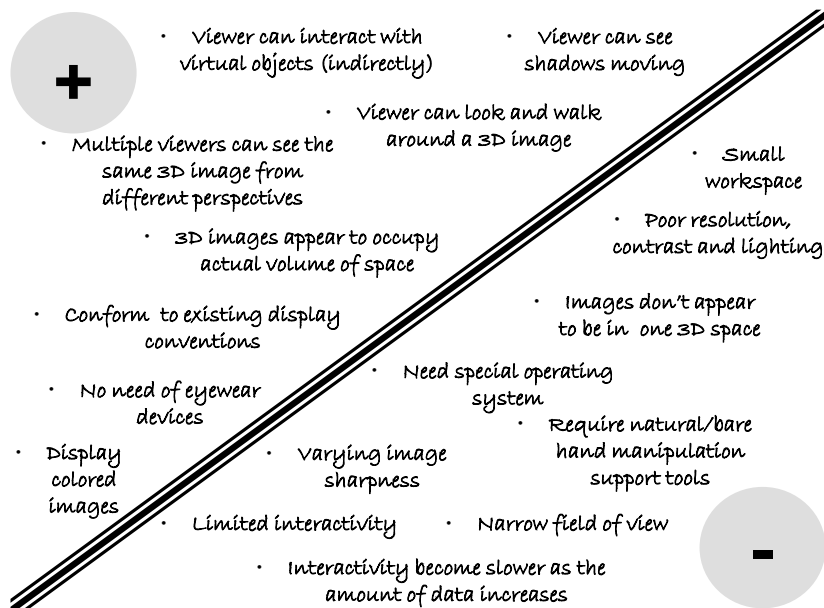 +
· Viewer can interact with
virtual objects (indirectly)
· Viewer can see
shadows moving
· Viewer can look and walk
around a 3D image
· Multiple viewers can see the
same 3D image from
different perspectives
· 3D images appear to occupy
actual volume of space
· Conform to existing display
conventions
· No need of eyewear
devices
· Display
colored
images
· Small
workspace
· Poor resolution,
contrast and lighting
· Images don't appear
to be in one 3D space
· Need special operating
system
· Require natural/bare
hand manipulation
support tools
· Varying image
sharpness
· Limited interactivity
· Narrow field of view
· Interactivity become slower as the
amount of data increases
-